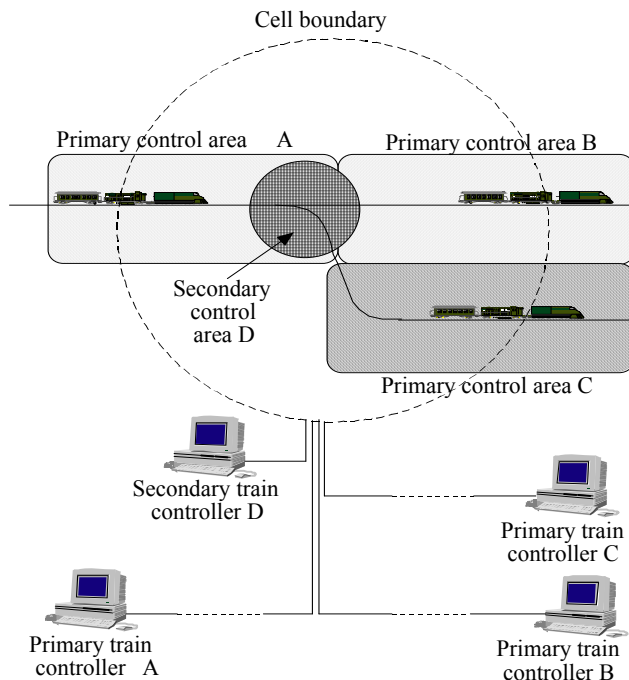 Cell boundary
Primary control area A
Primary control area B
Secondary
control
area D
Primary control area C
Secondary train
controller D
Primary train
controller C
Primary train
controller A
Primary train
controller B